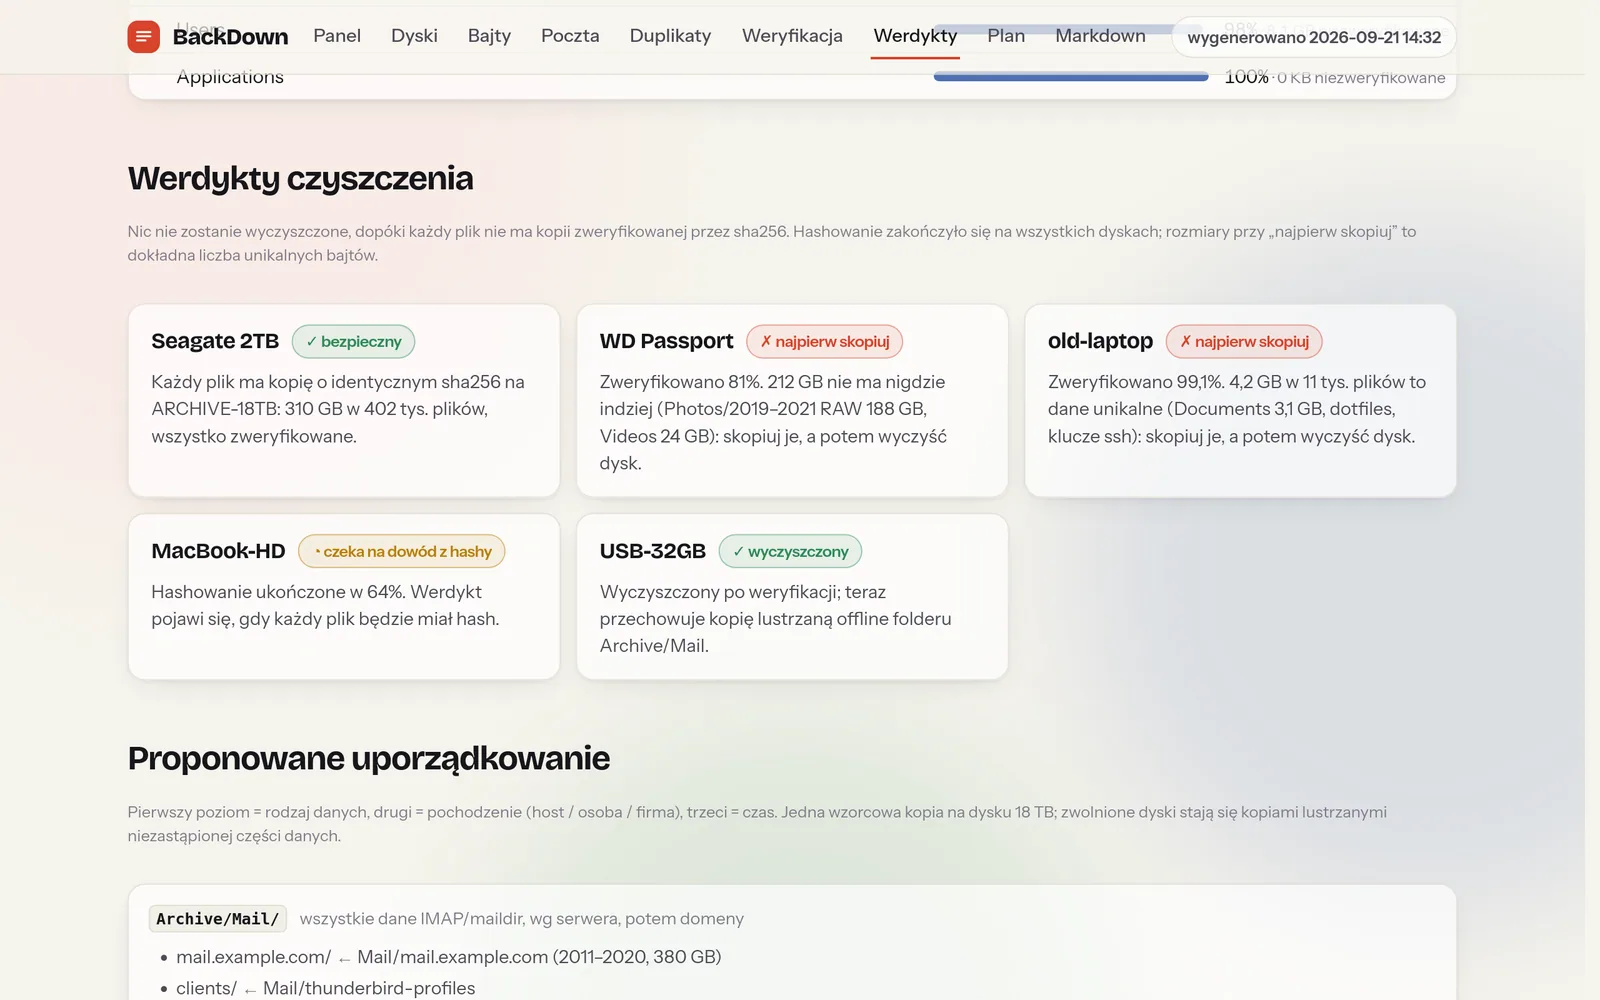 BackDown Panel Dyski Bajty Poczta Duplikaty Weryfikacja Werdykty Plan Markdown wygenerowano 2026-09-21 14:32
Users 98%
Applications 100% · 0 KB niezweryfikowane
Werdykty czyszczenia
Nic nie zostanie wyczyszczone, dopóki każdy plik nie ma kopii zweryfikowanej przez sha256. Hashowanie zakończyło się na wszystkich dyskach; rozmiary przy „najpierw skopiuj” to
dokładna liczba unikalnych bajtów.
Seagate 2TB ✓ bezpieczny
Każdy plik ma kopię o identycznym sha256 na
ARCHIVE-18TB: 310 GB w 402 tys. plików,
wszystko zweryfikowane.
WD Passport ✗ najpierw skopiuj
Zweryfikowano 81%. 212 GB nie ma nigdzie
indziej (Photos/2019–2021 RAW 188 GB,
Videos 24 GB): skopiuj je, a potem wyczyść
dysk.
old-laptop ✗ najpierw skopiuj
Zweryfikowano 99,1%. 4,2 GB w 11 tys. plików to
dane unikalne (Documents 3,1 GB, dotfiles,
klucze ssh): skopiuj je, a potem wyczyść dysk.
MacBook-HD · czeka na dowód z hashy
Hashowanie ukończone w 64%. Werdykt
pojawi się, gdy każdy plik będzie miał hash.
USB-32GB ✓ wyczyszczony
Wyczyszczony po weryfikacji; teraz
przechowuje kopię lustrzaną offline folderu
Archive/Mail.
Proponowane uporządkowanie
Pierwszy poziom = rodzaj danych, drugi = pochodzenie (host / osoba / firma), trzeci = czas. Jedna wzorcowa kopia na dysku 18 TB; zwolnione dyski stają się kopiami lustrzanymi
niezastąpionej części danych.
Archive/Mail/ wszystkie dane IMAP/maildir, wg serwera, potem domeny
• mail.example.com/ ← Mail/mail.example.com (2011–2020, 380 GB)
• clients/ ← Mail/thunderbird-profiles